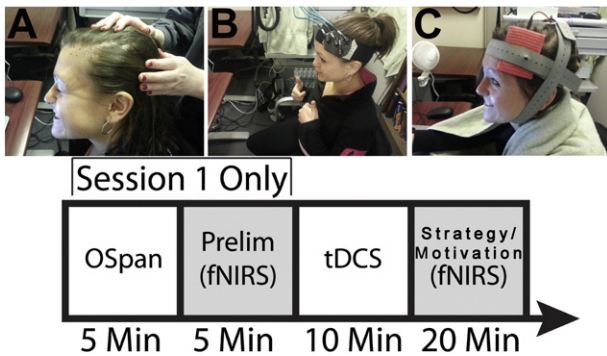 A B C
Session 1 Only
OSpan
Prelim
(fNIRS)
tDCS
Strategy/
Motivation
(fNIRS)
5 Min 5 Min 10 Min 20 Min